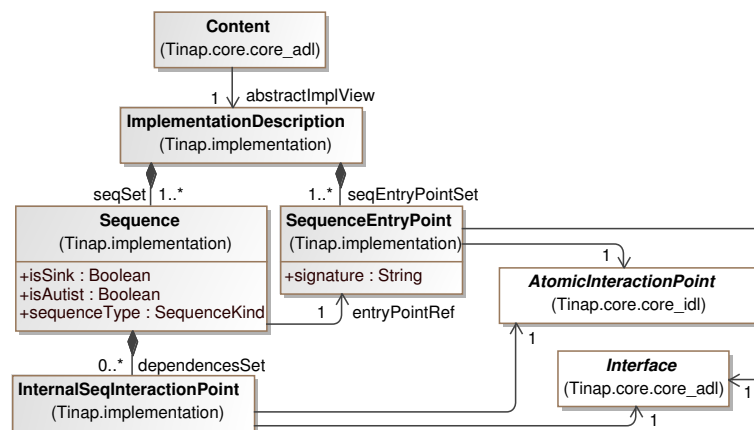 Content
(Tinap.core.core_adl)
1 abstractImplView
ImplementationDescription
(Tinap.implementation)
seqSet 1..* 1..* seqEntryPointSet
Sequence
(Tinap.implementation)
+isSink : Boolean
+isAutist : Boolean
+sequenceType : SequenceKind
SequenceEntryPoint
(Tinap.implementation)
+signature : String
1
AtomicInteractionPoint
(Tinap.core.core_idl)
1 entryPointRef
1
0..* dependencesSet
Interface
(Tinap.core.core_adl)
1
InternalSeqInteractionPoint
(Tinap.implementation)
1